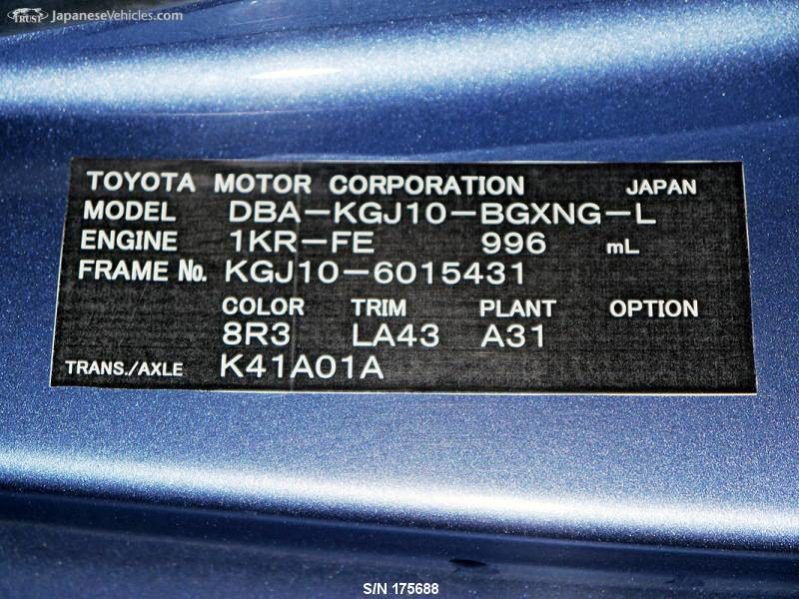 TRUST JapaneseVehicles.com
TOYOTA MOTOR CORPORATION JAPAN
MODEL DBA-KGJ10-BGXNG-L
ENGINE 1KR-FE 996 mL
FRAME No. KGJ10-6015431
COLOR TRIM PLANT OPTION
8R3 LA43 A31
TRANS./AXLE K41A01A
S/N 175688